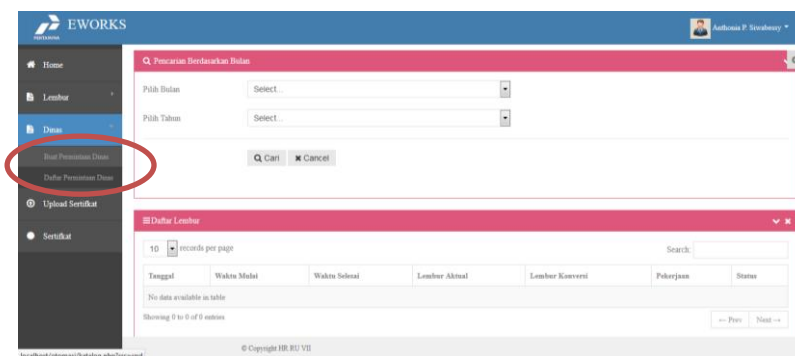 EWORKS
PERTAMINA
Anthonia P. Siwabessy
Home
Lembur
Dinas
Buat Permintaan Dinas
Daftar Permintaan Dinas
Upload Sertifikat
Sertifikat
Pencarian Berdasarkan Bulan
Pilih Bulan Select...
Pilih Tahun Select...
Cari Cancel
Daftar Lembur
10 records per page Search:
Tanggal Waktu Mulai Waktu Selesai Lembur Aktual Lembur Konversi Pekerjaan Status
No data available in table
Showing 0 to 0 of 0 entries
← Prev Next →
© Copyright HR RU VII